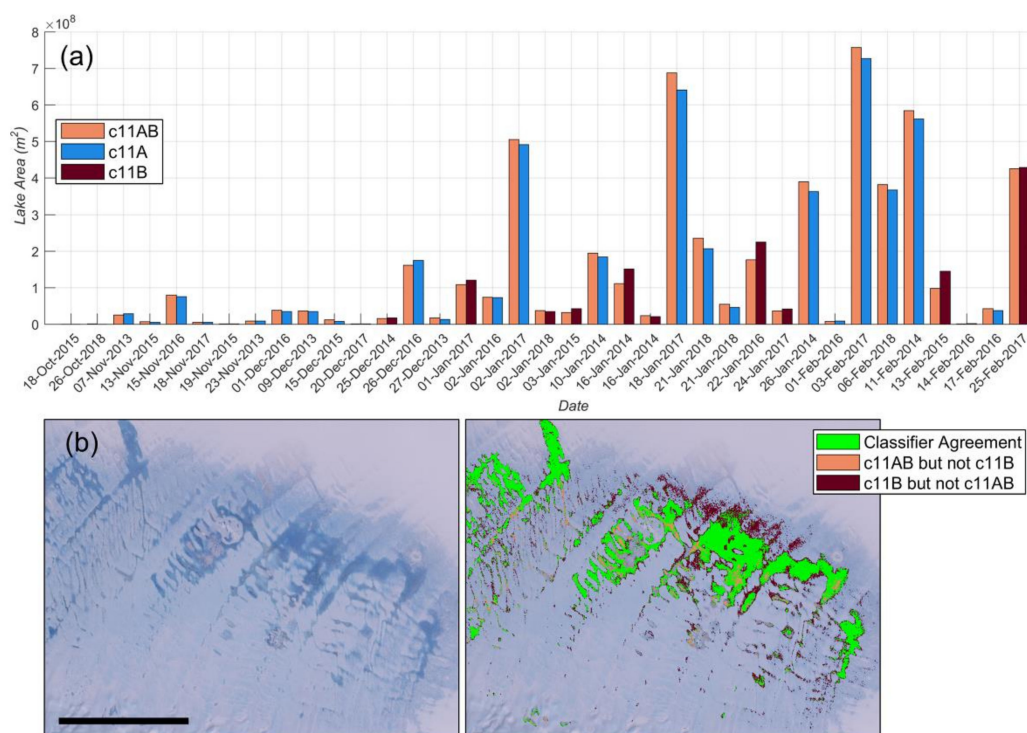 ×10⁸
(a)
8
7
6
5
4
3
2
1
0
Lake Area (m²)
c11AB
c11A
c11B
18-Oct-2015
26-Oct-2018
07-Nov-2013
13-Nov-2015
15-Nov-2016
18-Nov-2017
19-Nov-2015
23-Nov-2013
01-Dec-2016
09-Dec-2013
15-Dec-2015
20-Dec-2017
25-Dec-2014
26-Dec-2016
27-Dec-2013
01-Jan-2017
02-Jan-2016
02-Jan-2017
02-Jan-2018
03-Jan-2015
10-Jan-2014
16-Jan-2014
16-Jan-2014
18-Jan-2017
21-Jan-2018
21-Jan-2018
22-Jan-2016
24-Jan-2017
26-Jan-2014
01-Feb-2016
03-Feb-2017
06-Feb-2018
11-Feb-2014
13-Feb-2015
14-Feb-2016
17-Feb-2016
25-Feb-2017
Date
(b)
Classifier Agreement
c11AB but not c11B
c11B but not c11AB